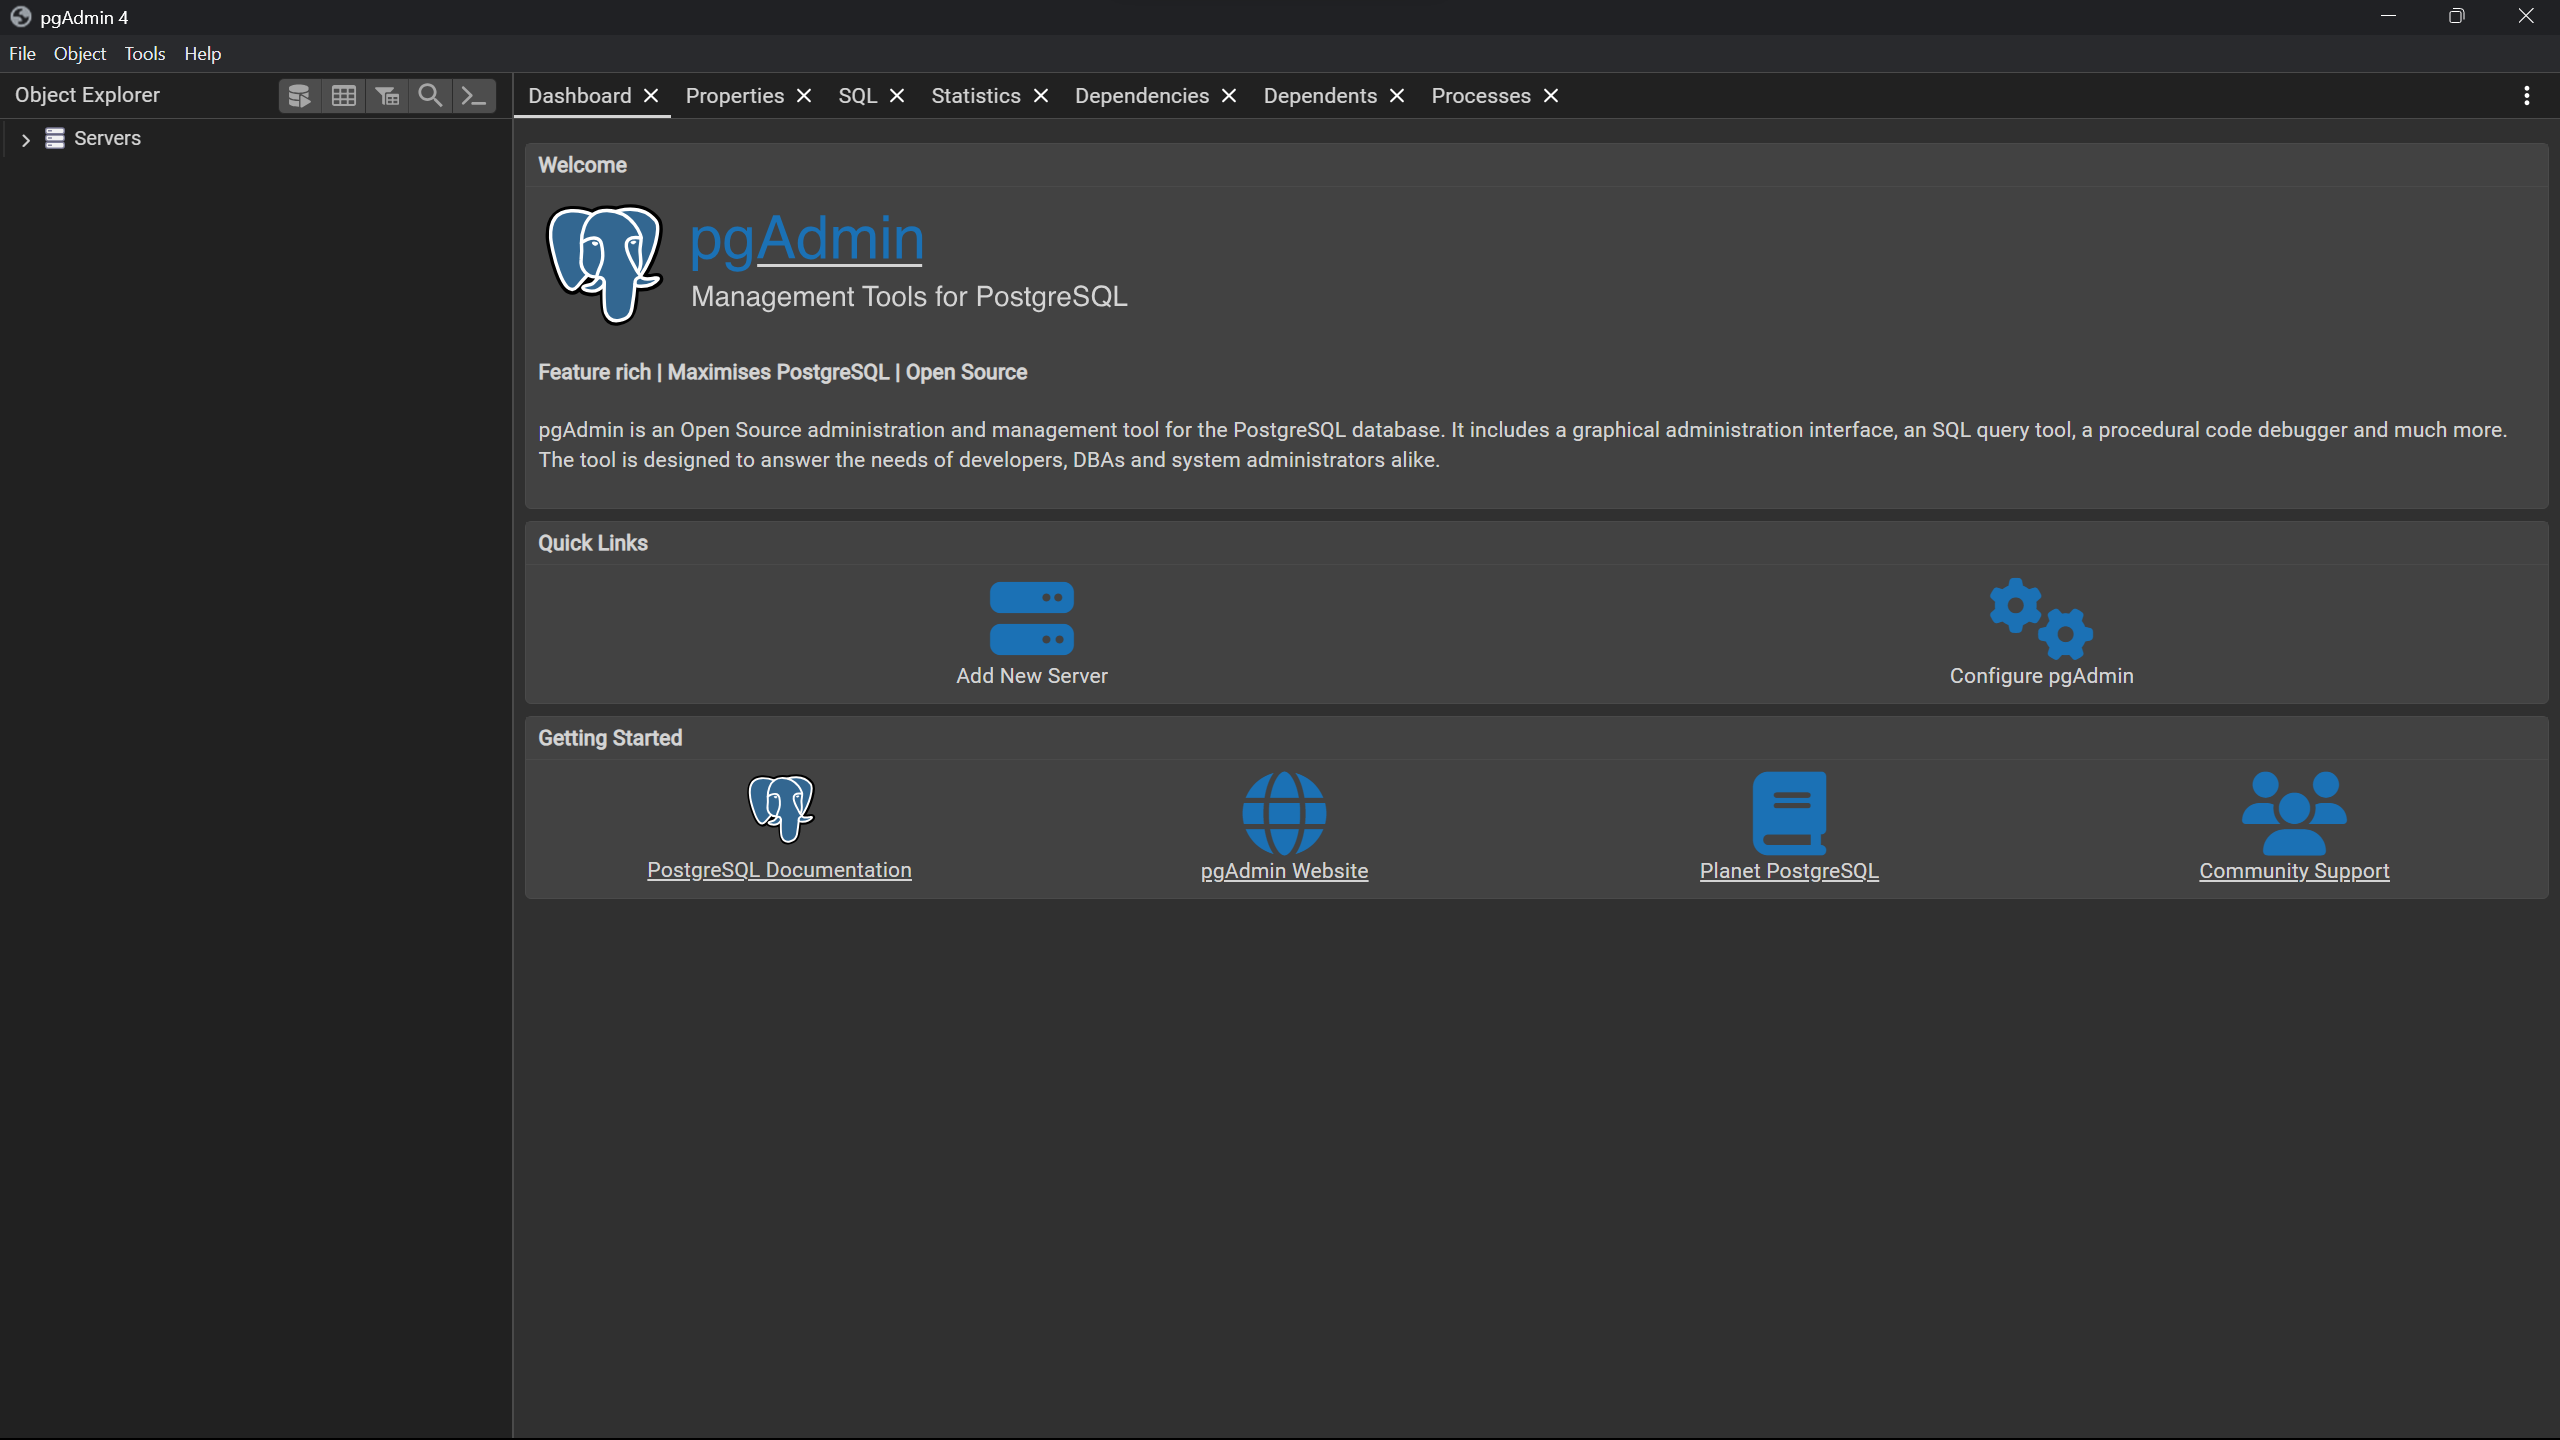 pgAdmin 4
File Object Tools Help
Object Explorer
Dashboard Properties SQL Statistics Dependencies Dependents Processes
Servers
Welcome
pgAdmin
Management Tools for PostgreSQL
Feature rich | Maximises PostgreSQL | Open Source
pgAdmin is an Open Source administration and management tool for the PostgreSQL database. It includes a graphical administration interface, an SQL query tool, a procedural code debugger and much more.
The tool is designed to answer the needs of developers, DBAs and system administrators alike.
Quick Links
Add New Server
Configure pgAdmin
Getting Started
PostgreSQL Documentation
pgAdmin Website
Planet PostgreSQL
Community Support